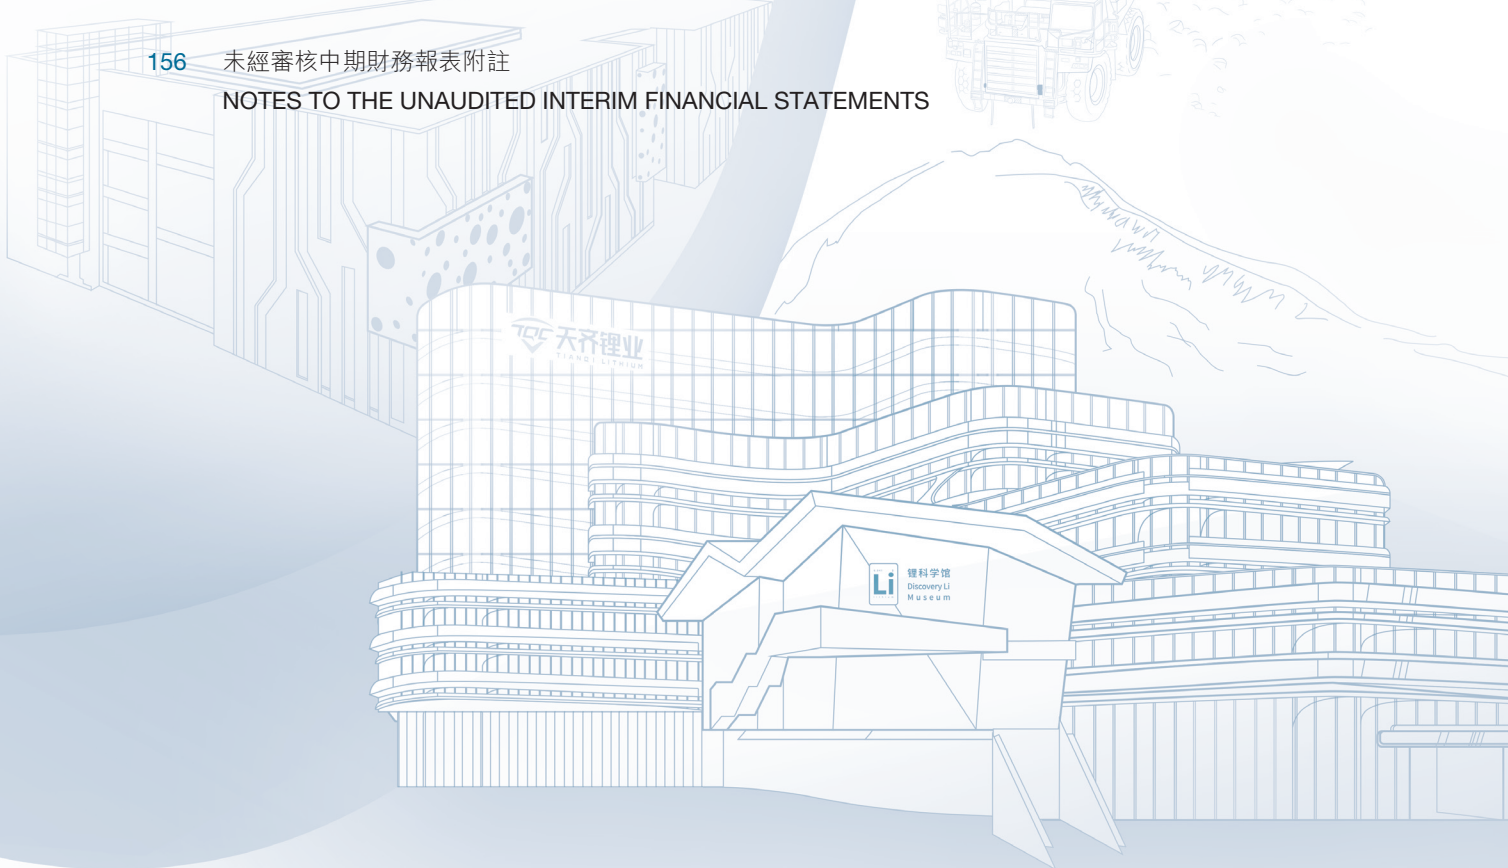 156
未經審核中期財務報表附註
NOTES TO THE UNAUDITED INTERIM FINANCIAL STATEMENTS
天齐锂业
TIANQI LITHIUM
Li
锂科学馆
Discovery Li
Museum